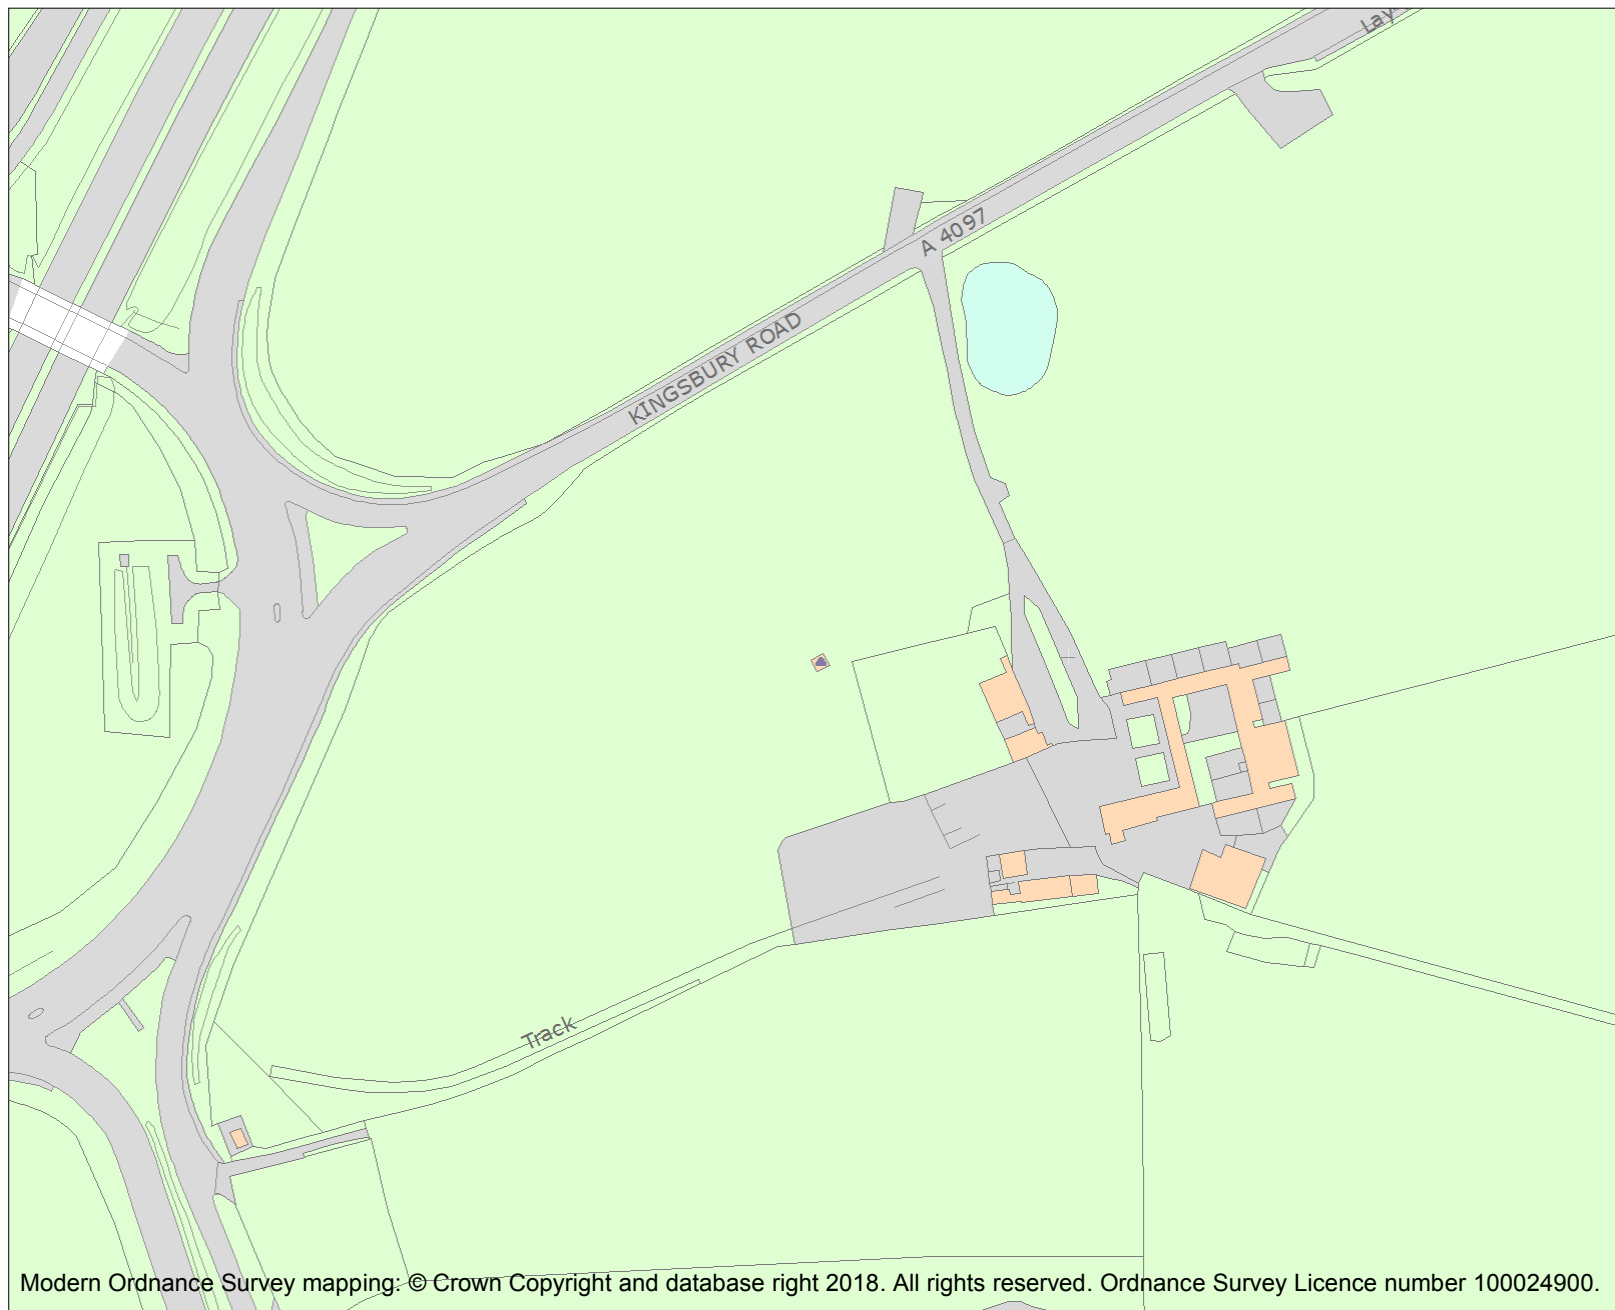 Lay
A 4097
KINGSBURY ROAD
Track
Modern Ordnance Survey mapping: © Crown Copyright and database right 2018. All rights reserved. Ordnance Survey Licence number 100024900.